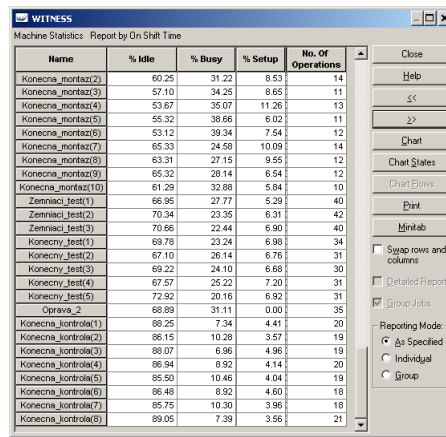 WITNESS
Machine Statistics Report by On Shift Time
Name % Idle % Busy % Setup No. Of Operations
Konecna_montaz(2) 60.25 31.22 8.53 14
Konecna_montaz(3) 57.10 34.25 8.65 11
Konecna_montaz(4) 53.67 35.07 11.26 13
Konecna_montaz(5) 55.32 38.66 6.02 11
Konecna_montaz(6) 53.12 39.34 7.54 12
Konecna_montaz(7) 65.33 24.58 10.09 14
Konecna_montaz(8) 63.31 27.15 9.55 12
Konecna_montaz(9) 65.32 28.14 6.54 12
Konecna_montaz(10) 61.29 32.88 5.84 10
Zemniaci_test(1) 66.95 27.77 5.29 40
Zemniaci_test(2) 70.34 23.35 6.31 42
Zemniaci_test(3) 70.66 22.44 6.90 40
Konecny_test(1) 69.78 23.24 6.98 34
Konecny_test(2) 67.10 26.14 6.76 31
Konecny_test(3) 69.22 24.10 6.68 30
Konecny_test(4) 67.57 25.22 7.20 31
Konecny_test(5) 72.92 20.16 6.92 31
Oprava_2 68.89 31.11 0.00 35
Konecna_kontrola(1) 88.25 7.34 4.41 20
Konecna_kontrola(2) 86.15 10.28 3.57 19
Konecna_kontrola(3) 88.07 6.96 4.96 19
Konecna_kontrola(4) 86.94 8.92 4.14 20
Konecna_kontrola(5) 85.50 10.46 4.04 19
Konecna_kontrola(6) 86.48 8.92 4.60 18
Konecna_kontrola(7) 85.75 10.30 3.96 18
Konecna_kontrola(8) 89.05 7.39 3.56 21
Close
Help
<<
>>
Chart
Chart States
Chart Flows
Print
Minitab
Swap rows and
columns
Detailed Report
Group Jobs
Reporting Mode:
As Specified
Individual
Group